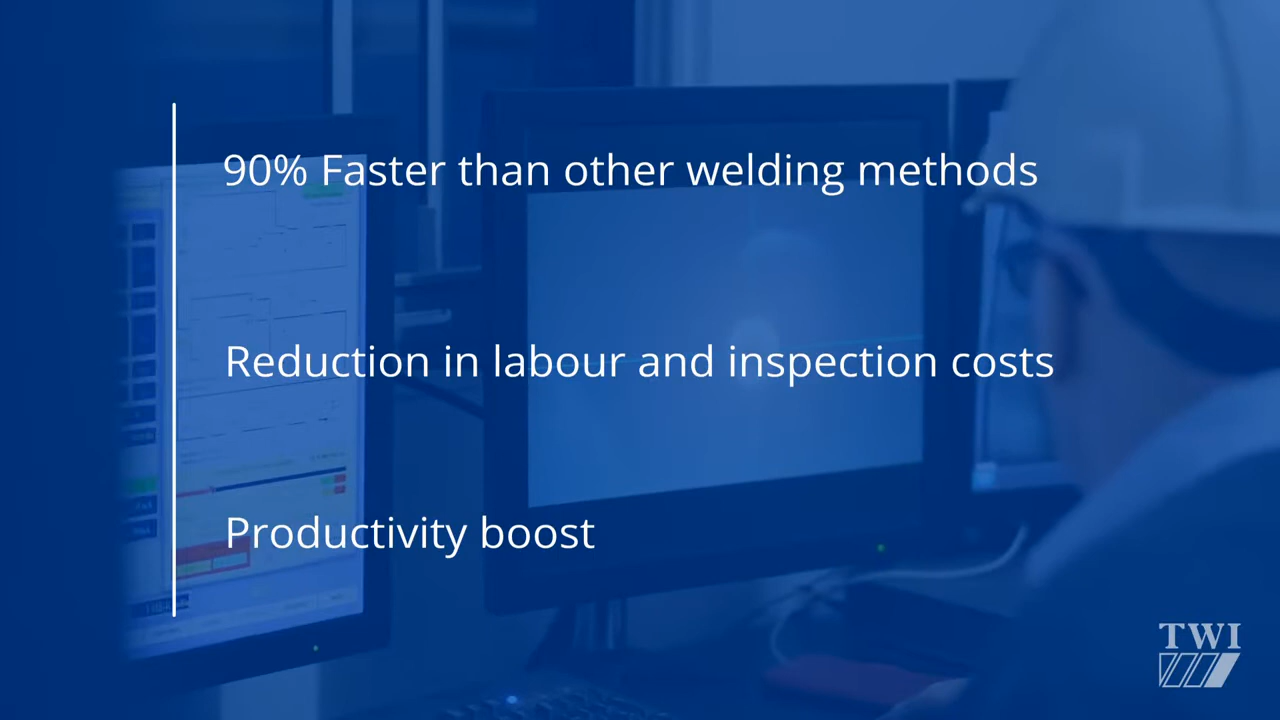 90% Faster than other welding methods
Reduction in labour and inspection costs
Productivity boost
TWI